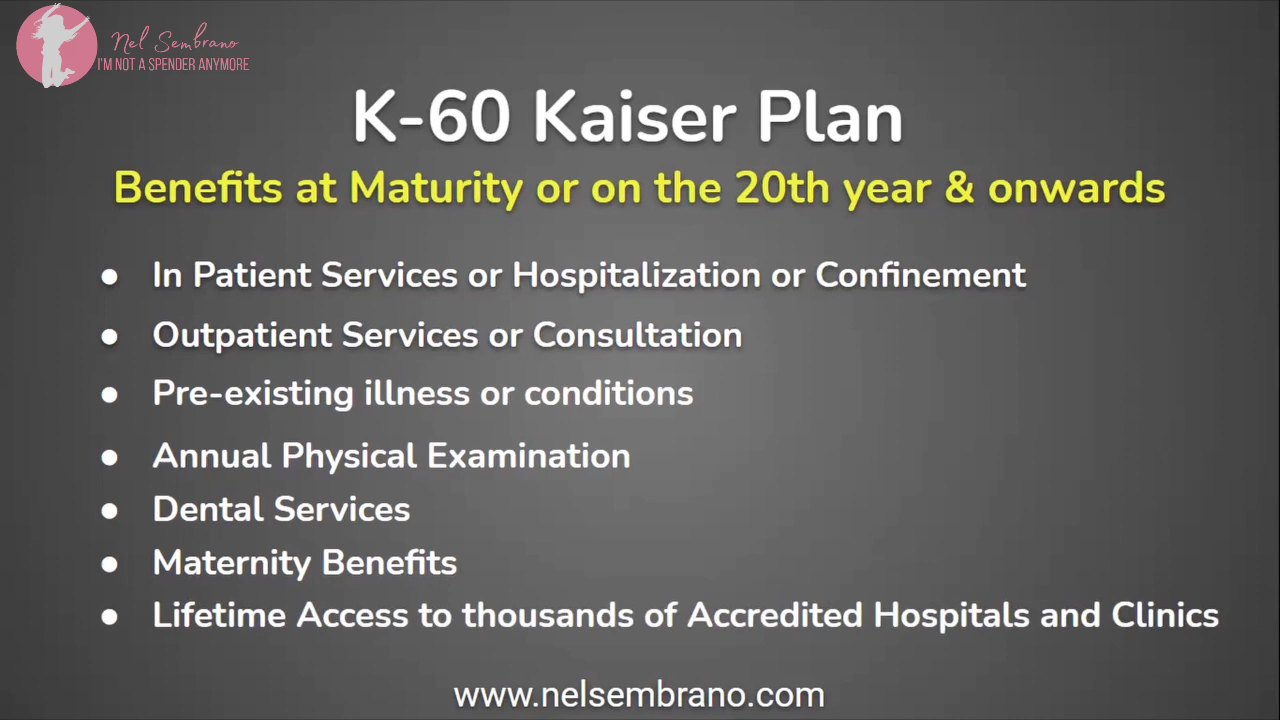 Nel Sembrano
I'M NOT A SPENDER ANYMORE
K-60 Kaiser Plan
Benefits at Maturity or on the 20th year & onwards
● In Patient Services or Hospitalization or Confinement
● Outpatient Services or Consultation
● Pre-existing illness or conditions
● Annual Physical Examination
● Dental Services
● Maternity Benefits
● Lifetime Access to thousands of Accredited Hospitals and Clinics
www.nelsembrano.com